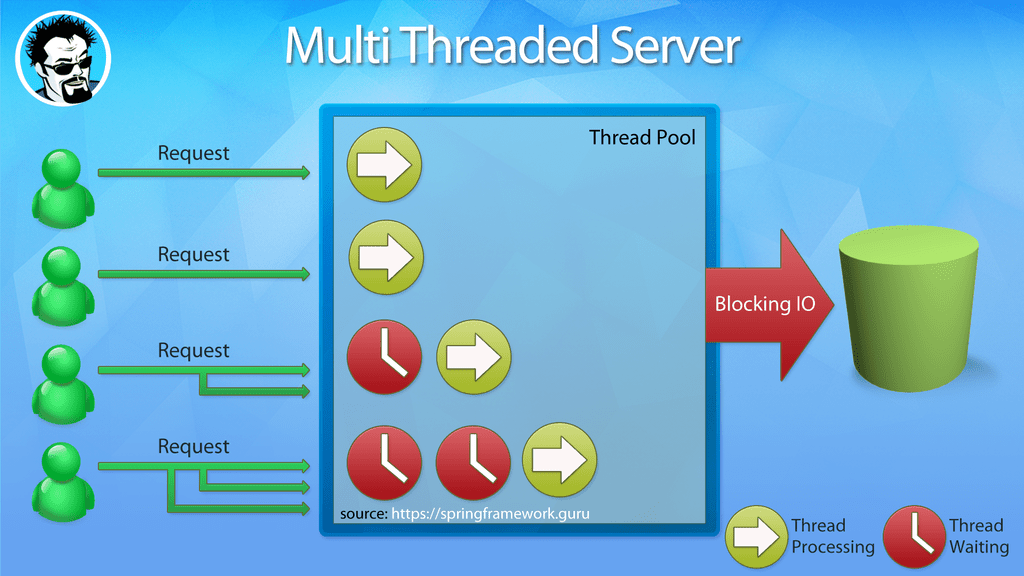 Multi Threaded Server
Thread Pool
Request
Request
Request
Request
Blocking IO
source: https://springframework.guru
Thread
Processing
Thread
Waiting